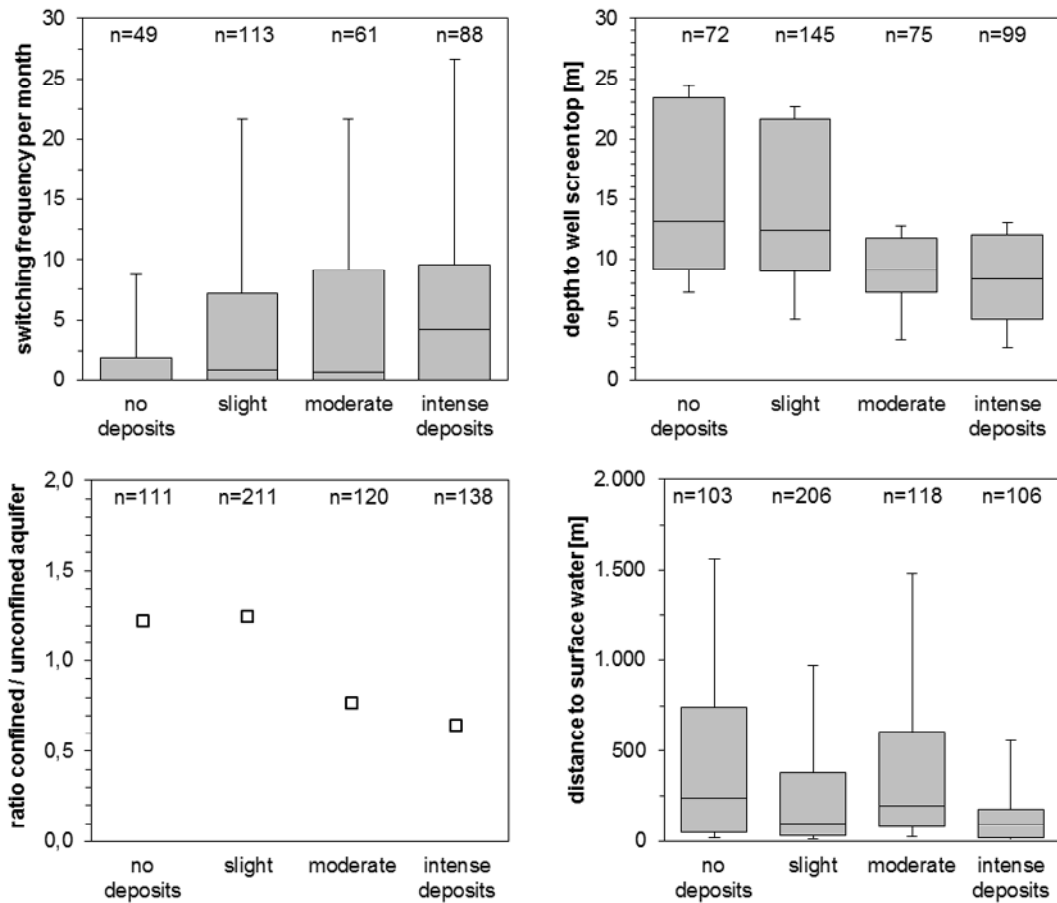 switching frequency per month
30
25
20
15
10
5
0
n=49 n=113 n=61 n=88
no deposits slight moderate intense deposits
depth to well screen top [m]
30
25
20
15
10
5
0
n=72 n=145 n=75 n=99
no deposits slight moderate intense deposits
ratio confined / unconfined aquifer
2,0
1,5
1,0
0,5
0,0
n=111 n=211 n=120 n=138
no deposits slight moderate intense deposits
distance to surface water [m]
2.000
1.500
1.000
500
0
n=103 n=206 n=118 n=106
no deposits slight moderate intense deposits